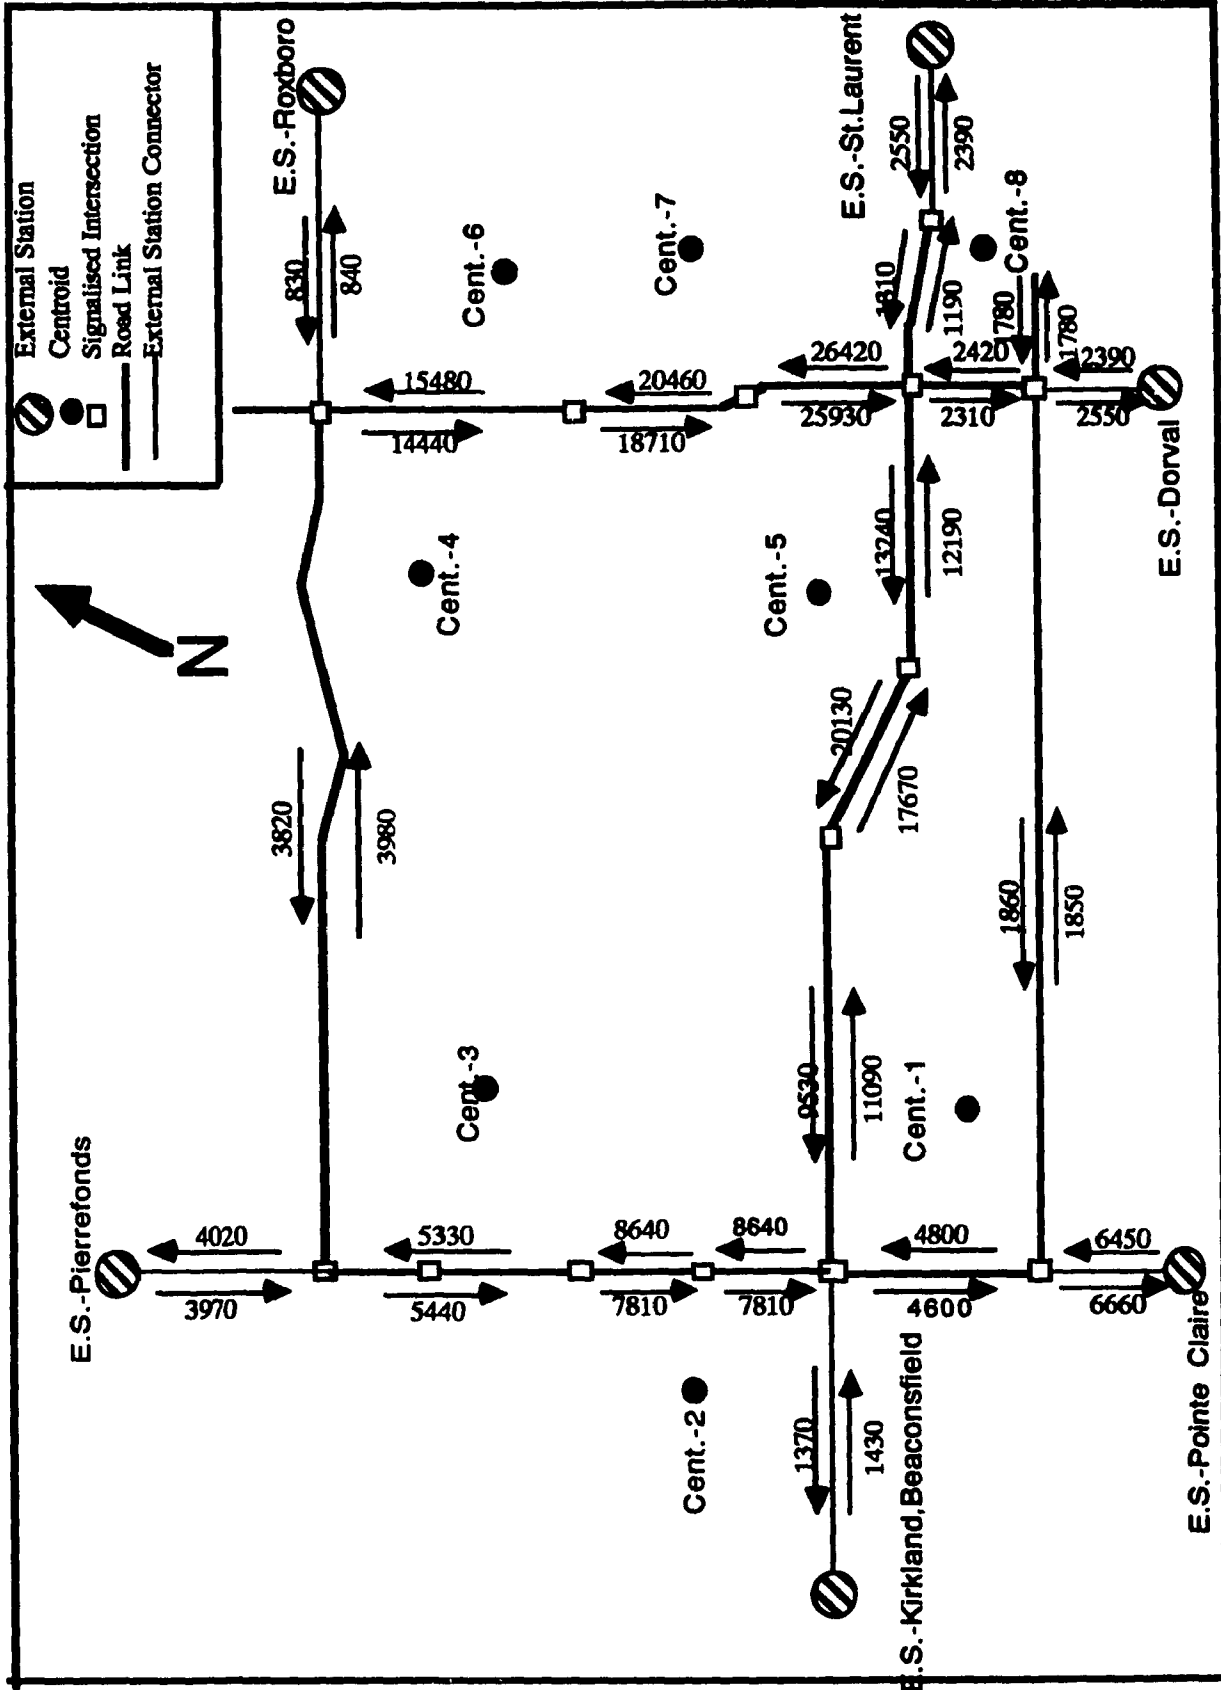 External Station
Centroid
Signalised Intersection
Road Link
External Station Connector
N
E.S.-Roxboro
830
840
Cent.-6
Cent.-7
E.S.-St.Laurent
2550
2390
Cent.-8
1310
1190
1780
1780
2390
2550
E.S.-Dorval
15480
14440
20460
18710
26420
25930
2420
2310
Cent.-4
Cent.-5
13240
12190
20130
17670
3820
3980
1860
1850
Cent.-3
9530
11090
Cent.-1
E.S.-Pierrefonds
4020
3970
5330
5440
8640
7810
8640
7810
4800
4600
6450
6660
E.S.-Pointe Claire
Cent.-2
1370
1430
E.S.-Kirkland,Beaconsfield